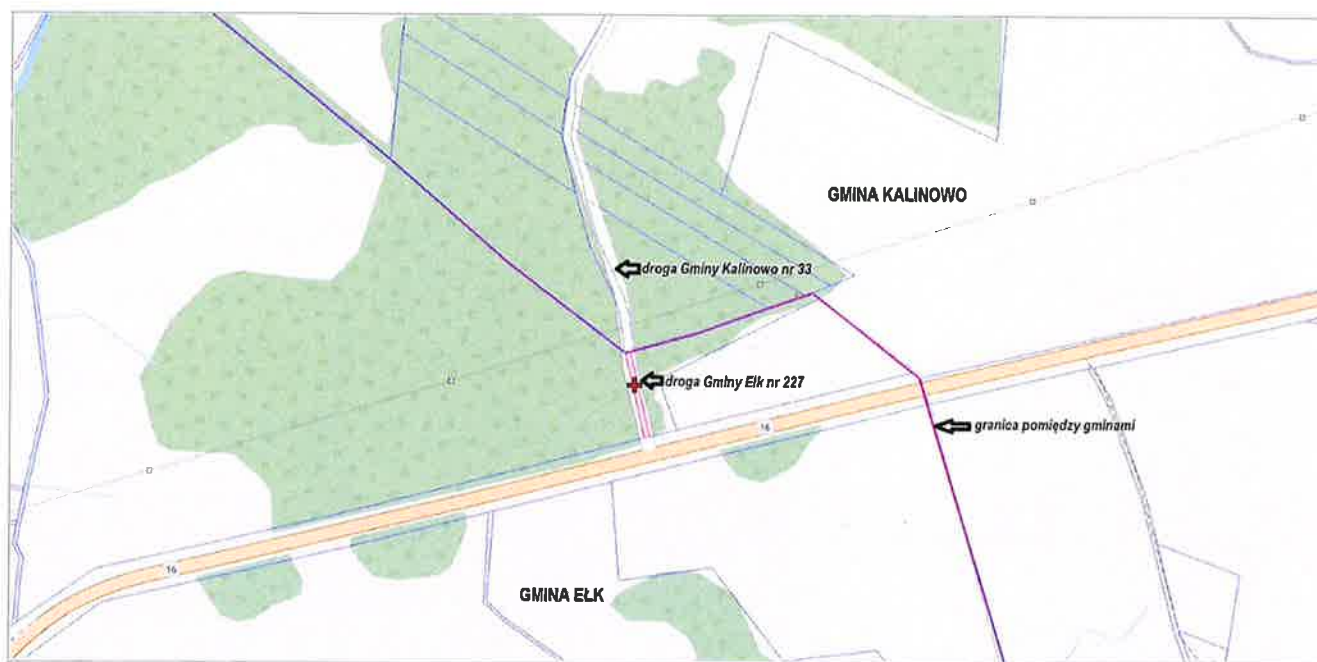 GMINA KALINOWO
droga Gminy Kalinowo nr 33
droga Gminy Ełk nr 227
16
granica pomiędzy gminami
16
GMINA EŁK